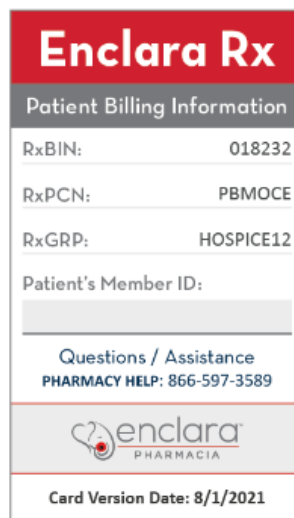 Enclara Rx
Patient Billing Information
RxBIN: 018232
RxPCN: PBMOCE
RxGRP: HOSPICE12
Patient's Member ID:
Questions / Assistance
PHARMACY HELP: 866-597-3589
enclara
PHARMACIA
Card Version Date: 8/1/2021